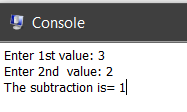 Console
Enter 1st value: 3
Enter 2nd  value: 2
The subtraction is= 1